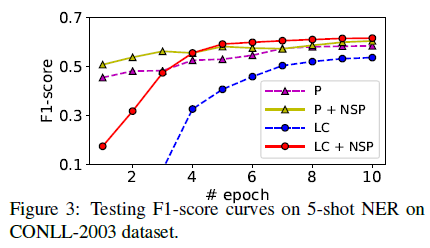 0.7
0.5
0.3
0.1
F1-score
P
P + NSP
LC
LC + NSP
2 4 6 8 10
# epoch
Figure 3: Testing F1-score curves on 5-shot NER on
CONLL-2003 dataset.